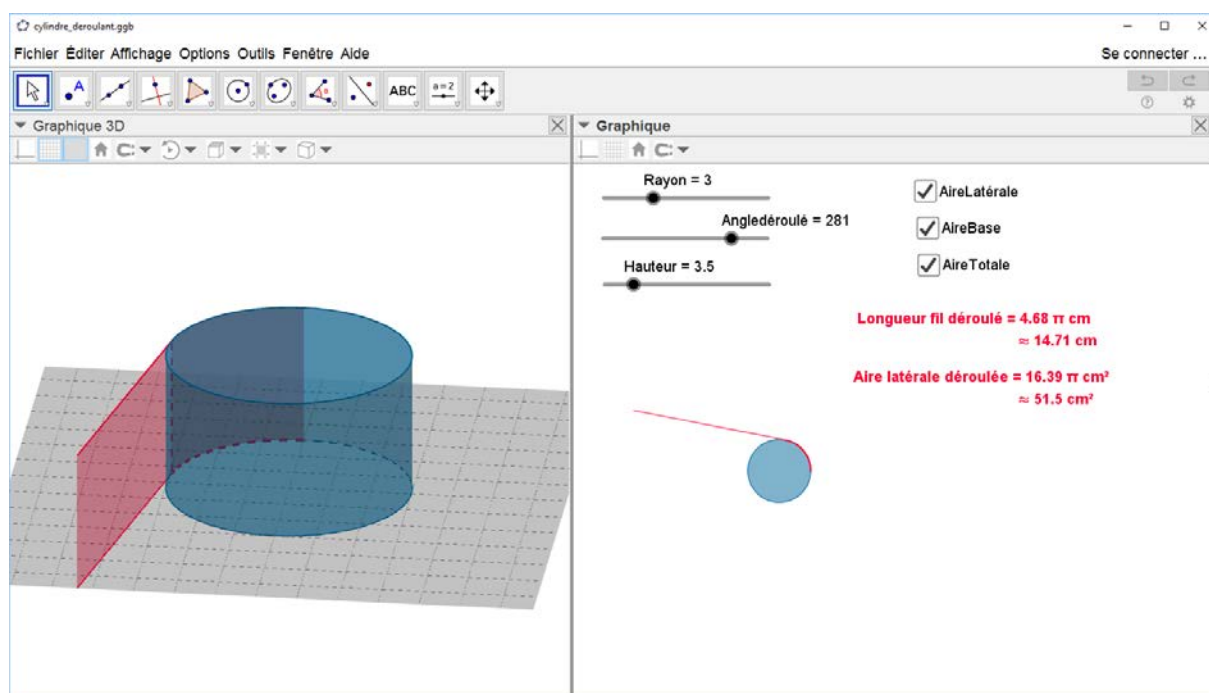 cylindre_deroulant.ggb
Fichier Éditer Affichage Options Outils Fenêtre Aide
Se connecter ...
A
ABC
a=2
Graphique 3D
Graphique
Rayon = 3
AireLatérale
Angledéroulé = 281
AireBase
Hauteur = 3.5
AireTotale
Longueur fil déroulé = 4.68 π cm
≈ 14.71 cm
Aire latérale déroulée = 16.39 π cm²
≈ 51.5 cm²